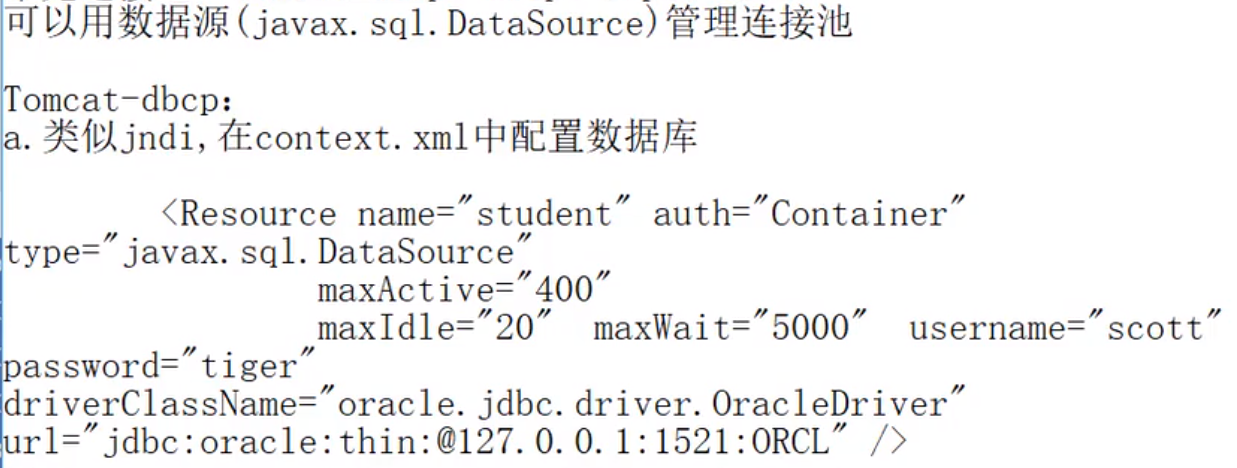 可以用数据源(javax.sql.DataSource)管理连接池
Tomcat-dbcp：
a.类似jndi,在context.xml中配置数据库
<Resource name="student" auth="Container"
type="javax.sql.DataSource"
maxActive="400"
maxIdle="20" maxWait="5000" username="scott"
password="tiger"
driverClassName="oracle.jdbc.driver.OracleDriver"
url="jdbc:oracle:thin:@127.0.0.1:1521:ORCL" />